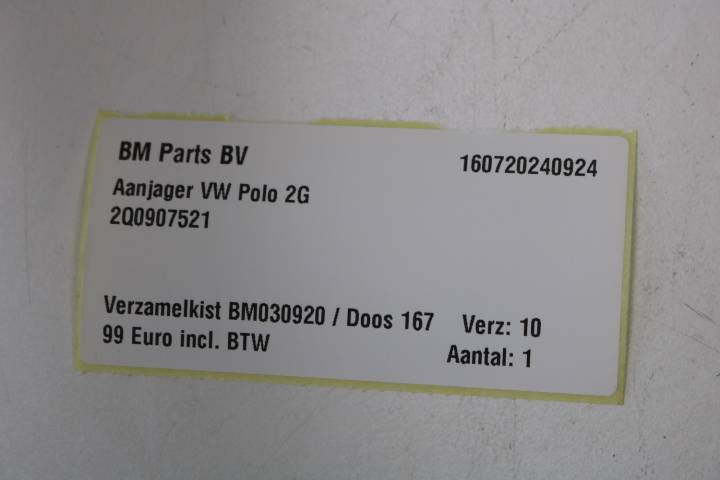 BM Parts BV 160720240924
Aanjager VW Polo 2G
2Q0907521
Verzamelkist BM030920 / Doos 167 Verz: 10
99 Euro incl. BTW Aantal: 1